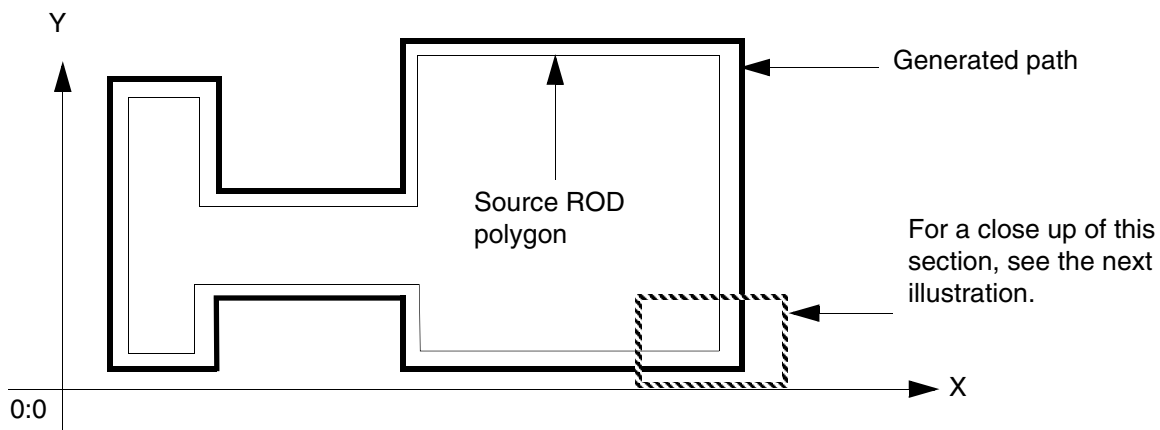 Y
Generated path
Source ROD
polygon
For a close up of this
section, see the next
illustration.
X
0:0